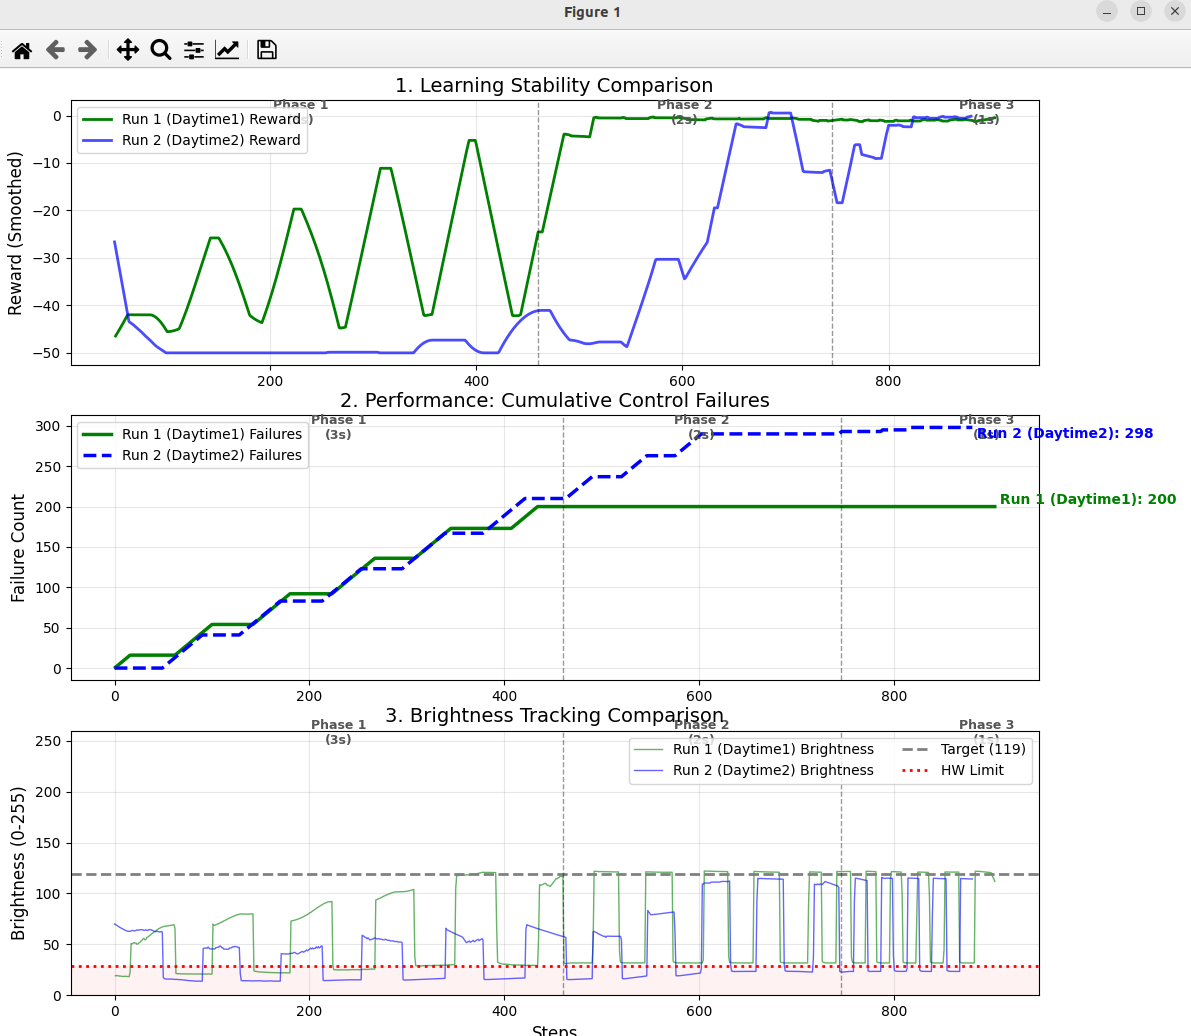 Figure 1
1. Learning Stability Comparison
Phase 1
Phase 2
(2s)
Phase 3
(1s)
Run 1 (Daytime1) Reward
Run 2 (Daytime2) Reward
Reward (Smoothed)
0
−10
−20
−30
−40
−50
200
400
600
800
2. Performance: Cumulative Control Failures
Phase 1
(3s)
Phase 2
(2s)
Phase 3
Run 1 (Daytime1) Failures
Run 2 (Daytime2) Failures
Run 2 (Daytime2): 298
Run 1 (Daytime1): 200
Failure Count
300
250
200
150
100
50
0
0
200
400
600
800
3. Brightness Tracking Comparison
Phase 1
(3s)
Phase 2
Phase 3
Run 1 (Daytime1) Brightness
Run 2 (Daytime2) Brightness
Target (119)
HW Limit
Brightness (0-255)
250
200
150
100
50
0
0
200
400
600
800
Steps